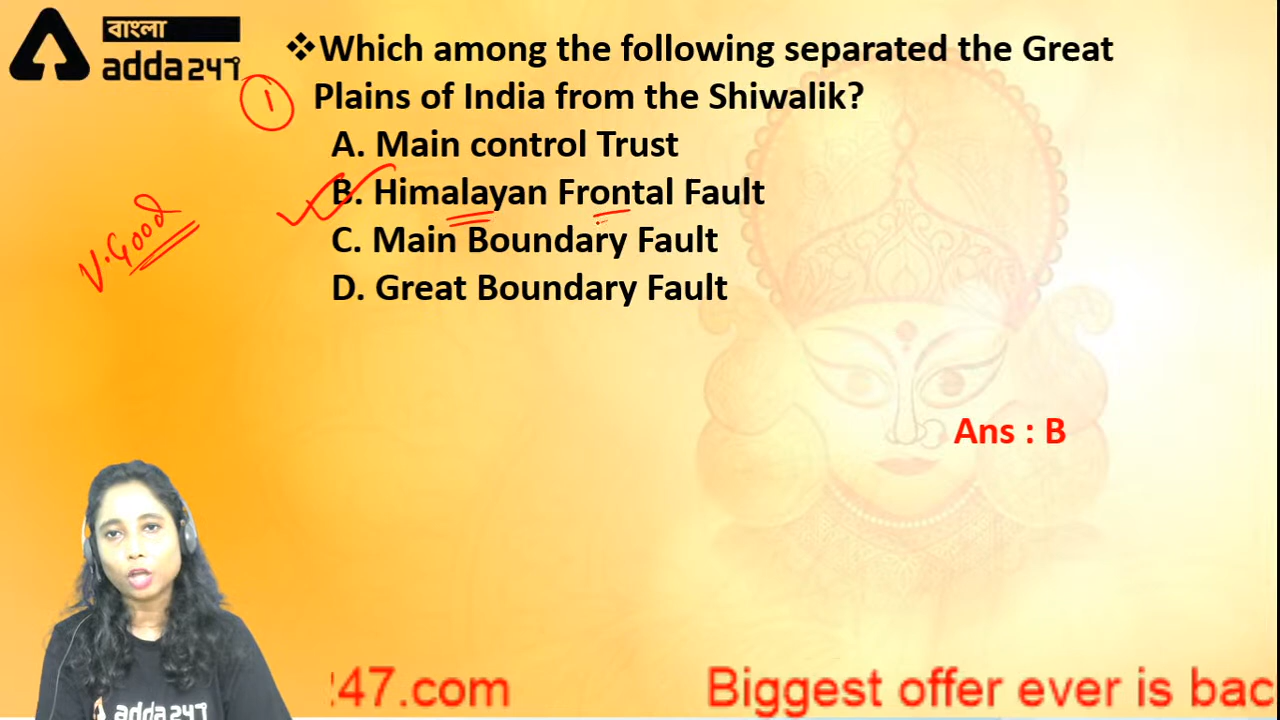 বাংলা
adda247
❖Which among the following separated the Great
1
Plains of India from the Shiwalik?
A. Main control Trust
B. Himalayan Frontal Fault
V. Good
C. Main Boundary Fault
D. Great Boundary Fault
Ans : B
247.com
Biggest offer ever is bac
adda247